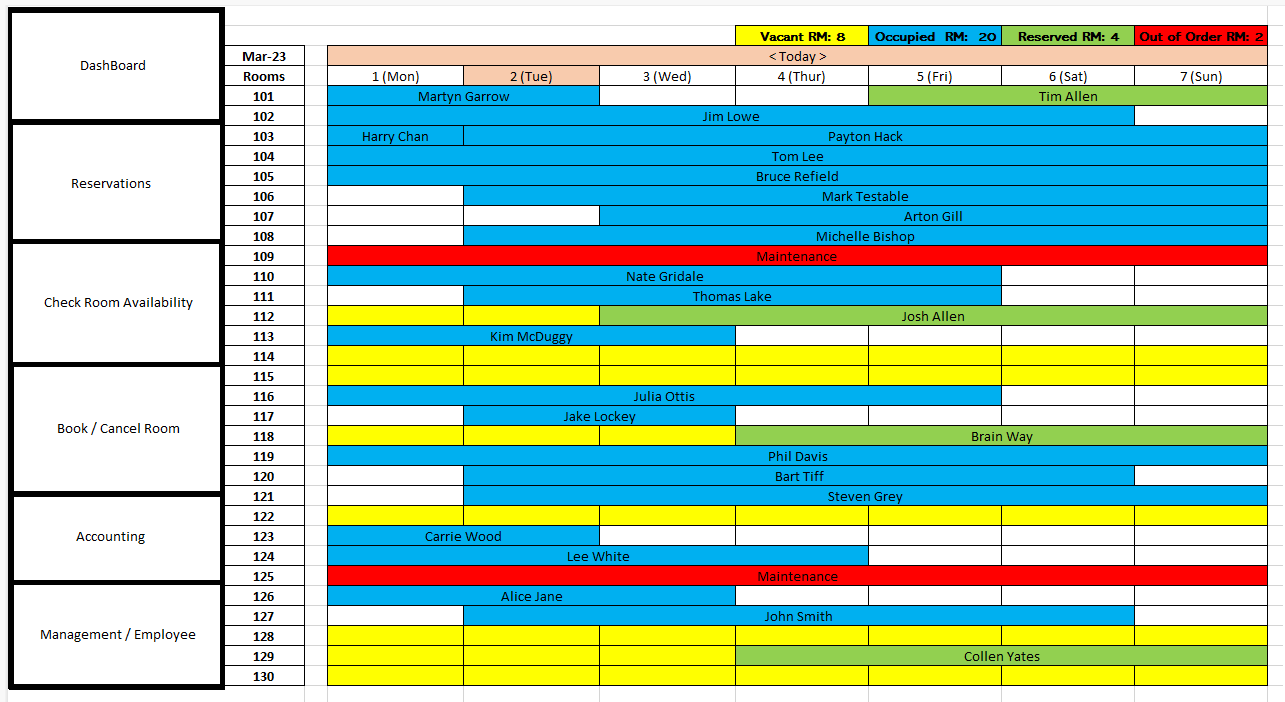 DashBoard
Reservations
Check Room Availability
Book / Cancel Room
Accounting
Management / Employee
Vacant RM: 8 Occupied RM: 20 Reserved RM: 4 Out of Order RM: 2
Mar-23 < Today >
Rooms 1 (Mon) 2 (Tue) 3 (Wed) 4 (Thur) 5 (Fri) 6 (Sat) 7 (Sun)
101 Martyn Garrow Tim Allen
102 Jim Lowe
103 Harry Chan Payton Hack
104 Tom Lee
105 Bruce Refield
106 Mark Testable
107 Arton Gill
108 Michelle Bishop
109 Maintenance
110 Nate Gridale
111 Thomas Lake
112 Josh Allen
113 Kim McDuggy
114
115
116 Julia Ottis
117 Jake Lockey
118 Brain Way
119 Phil Davis
120 Bart Tiff
121 Steven Grey
122
123 Carrie Wood
124 Lee White
125 Maintenance
126 Alice Jane
127 John Smith
128
129 Collen Yates
130